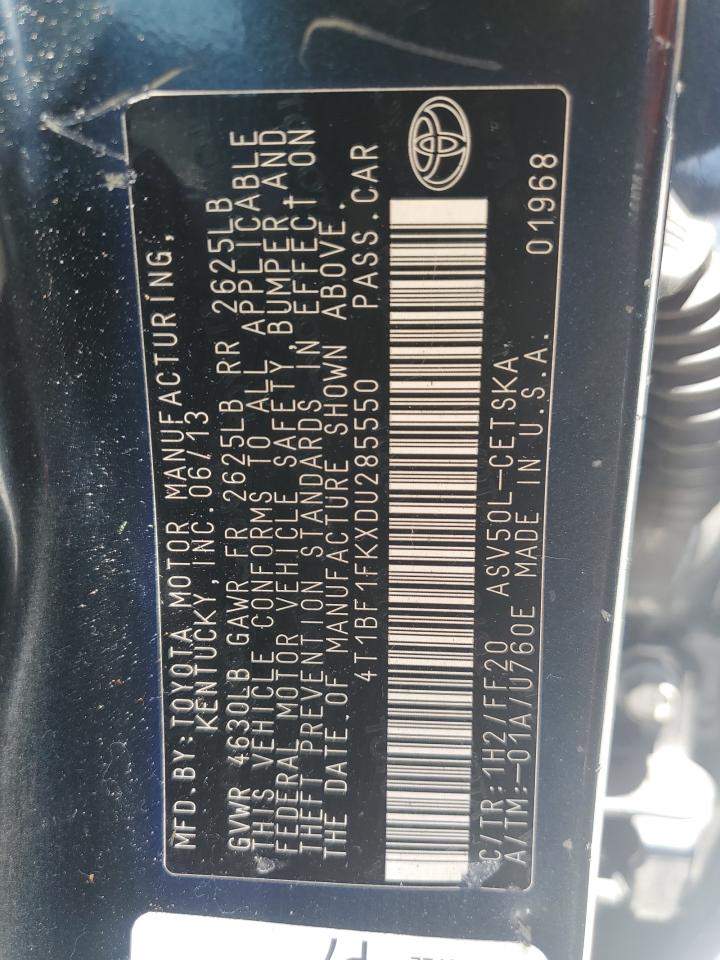 MFD.BY:TOYOTA MOTOR MANUFACTURING,
KENTUCKY, INC.06/13
GVWR 4630LB GAWR FR 2625LB RR 2625LB
THIS VEHICLE CONFORMS TO ALL APPLICABLE
FEDERAL MOTOR VEHICLE SAFETY, BUMPER, AND
THEFT PREVENTION STANDARDS IN EFFECT ON
THE DATE OF MANUFACTURE SHOWN ABOVE.
4T1BF1FKXDU285550 PASS.CAR
C/TR:1H2/FF20 ASV50L-CETSKA
A/TM:-01A/U760E MADE IN U.S.A. 01968